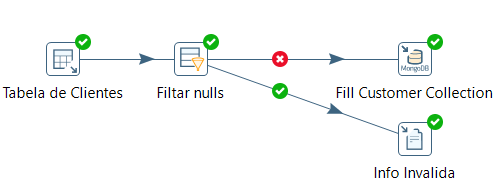 MongoDB
Tabela de Clientes
Filtar nulls
Fill Customer Collection
Info Invalida